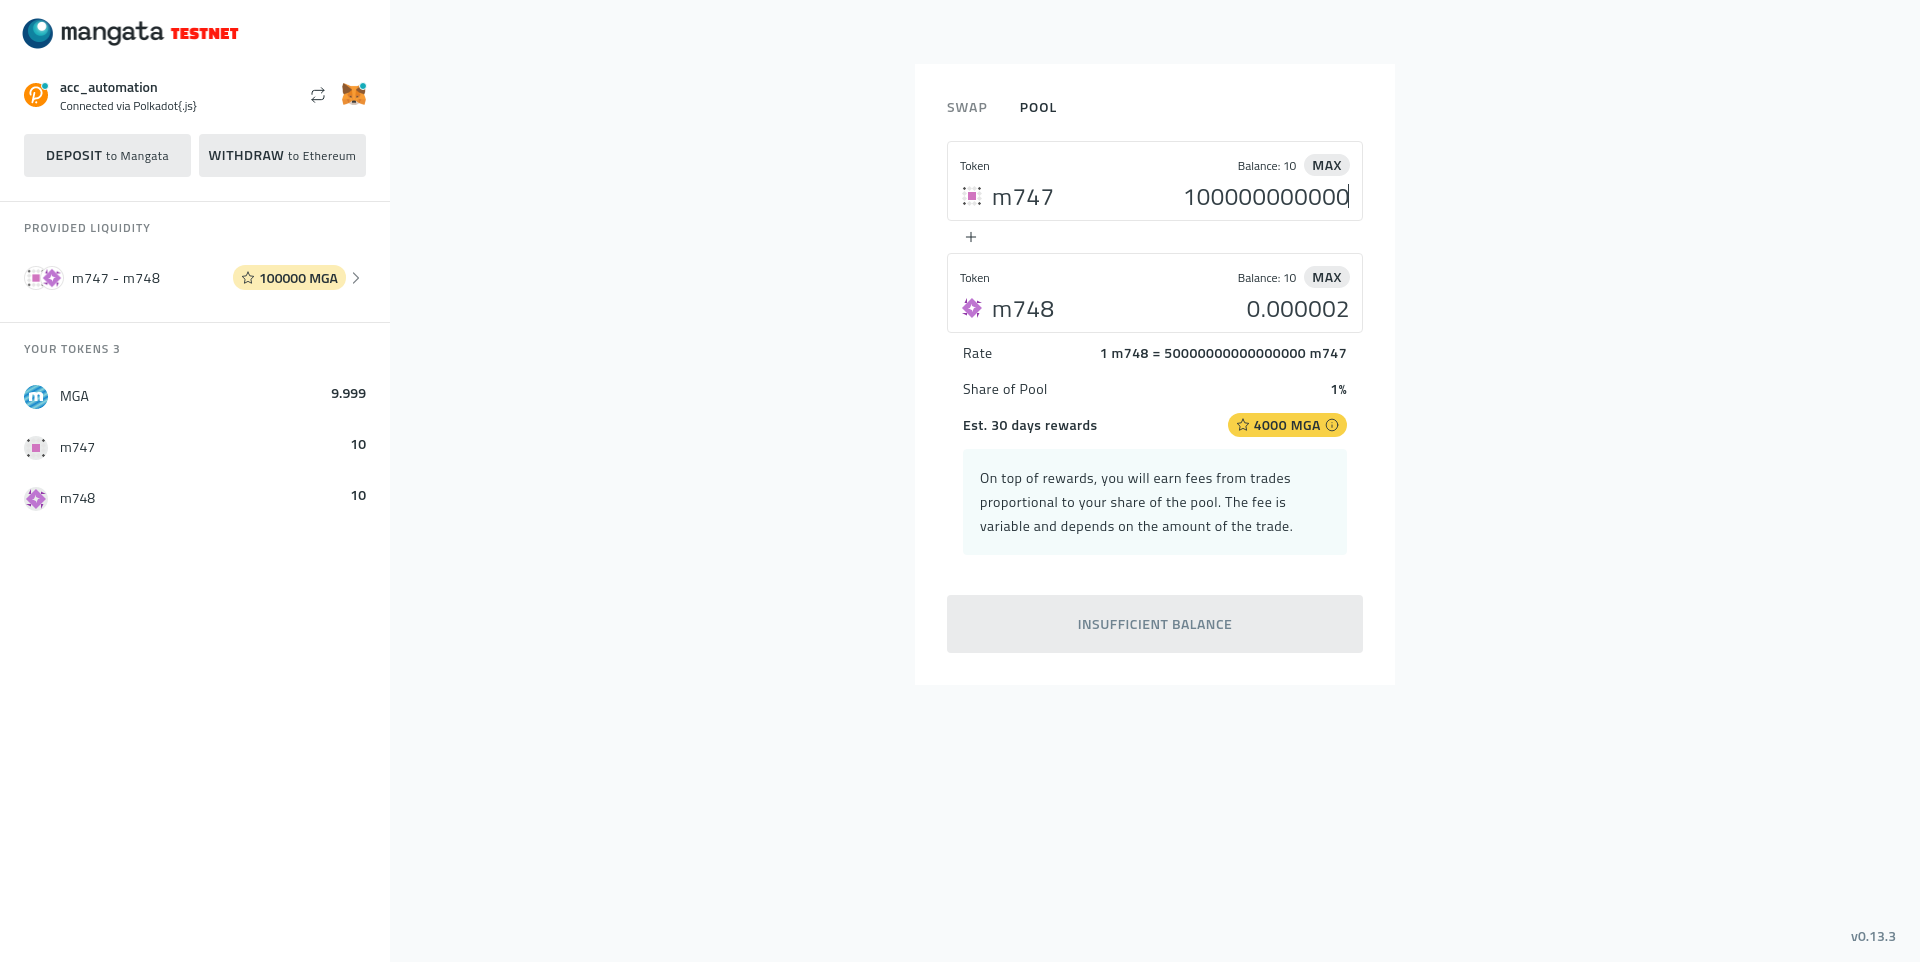 mangata TESTNET
acc_automation
Connected via Polkadot{.js}
DEPOSIT to Mangata
WITHDRAW to Ethereum
PROVIDED LIQUIDITY
m747 - m748
100000 MGA
YOUR TOKENS 3
MGA
9.999
m747
10
m748
10
SWAP
POOL
Token
Balance: 10
MAX
m747
100000000000
+
Token
Balance: 10
MAX
m748
0.000002
Rate
1 m748 = 50000000000000000 m747
Share of Pool
1%
Est. 30 days rewards
4000 MGA
On top of rewards, you will earn fees from trades
proportional to your share of the pool. The fee is
variable and depends on the amount of the trade.
INSUFFICIENT BALANCE
v0.13.3